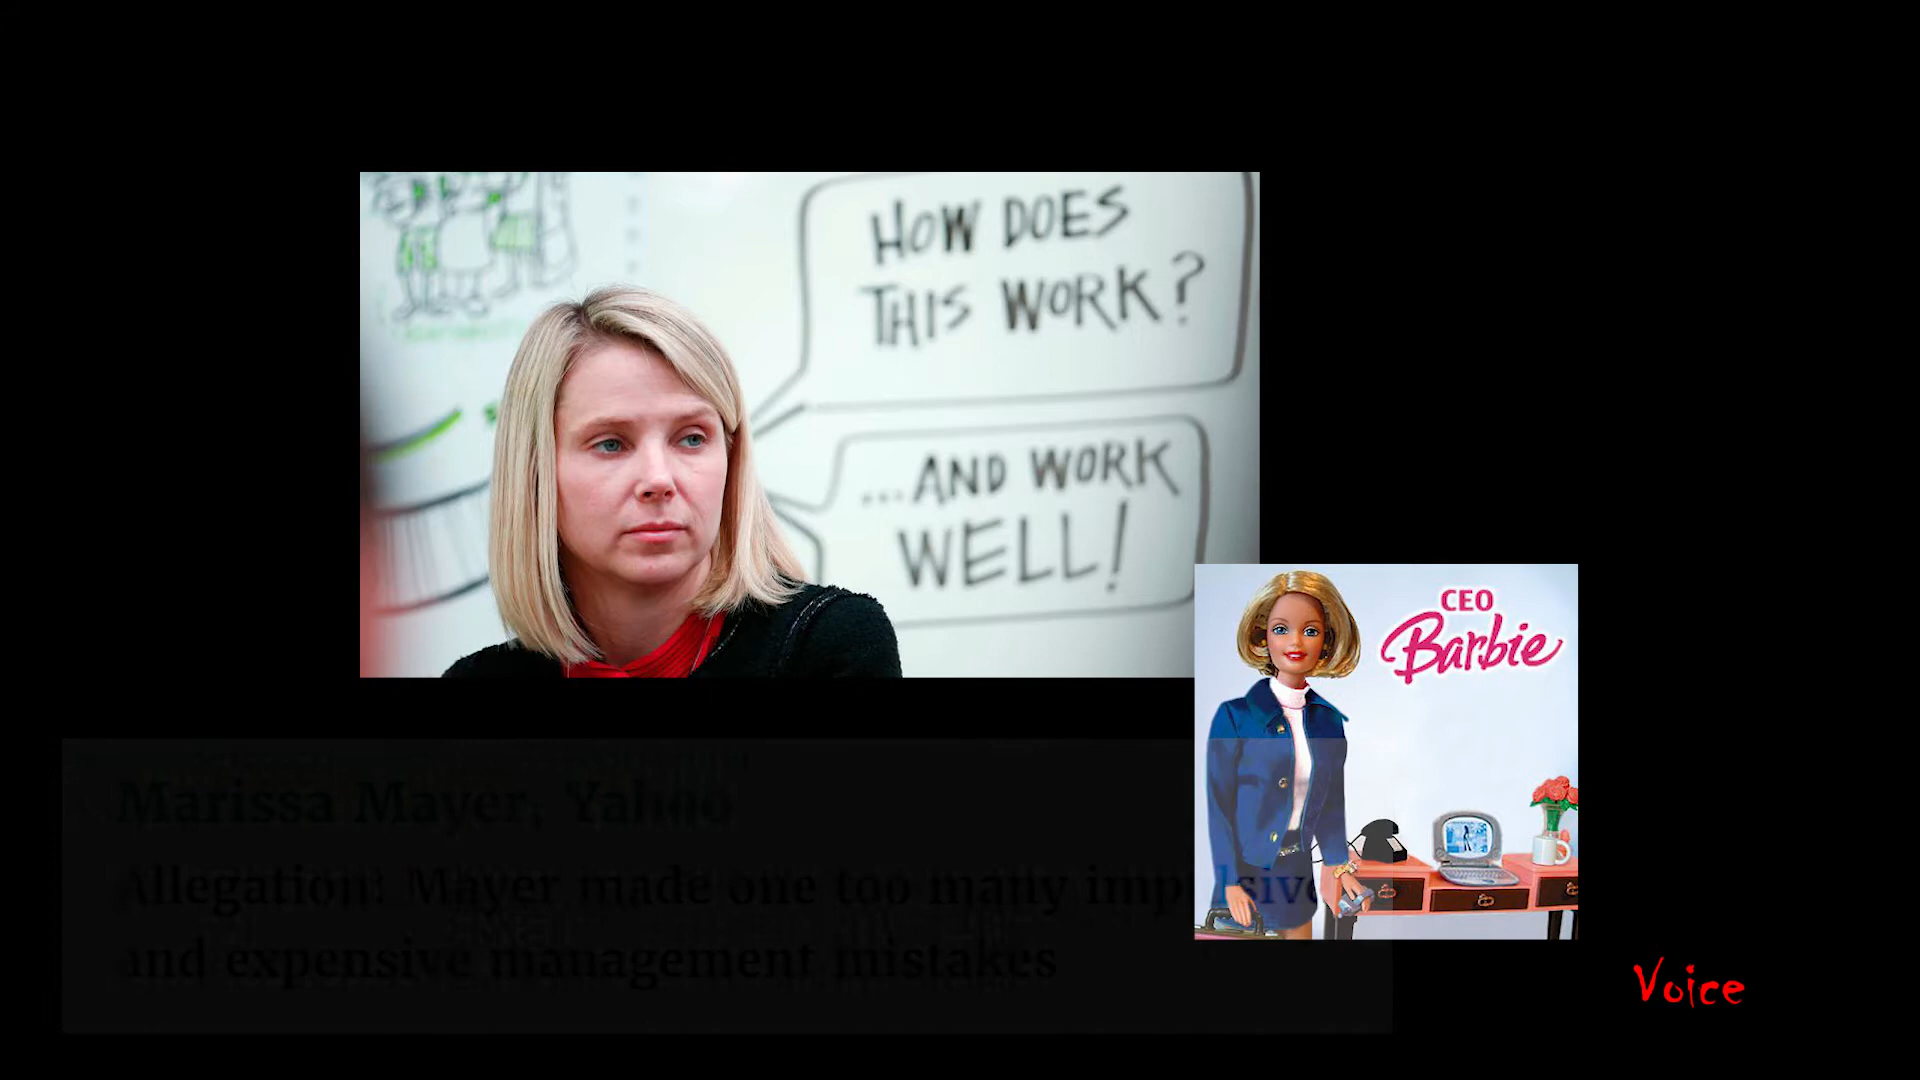 HOW DOES
THIS WORK?
...AND WORK
WELL!
CEO
Barbie
Marissa Mayer, Yahoo
Allegation: Mayer made one too many impulsive
and expensive management mistakes
Voice